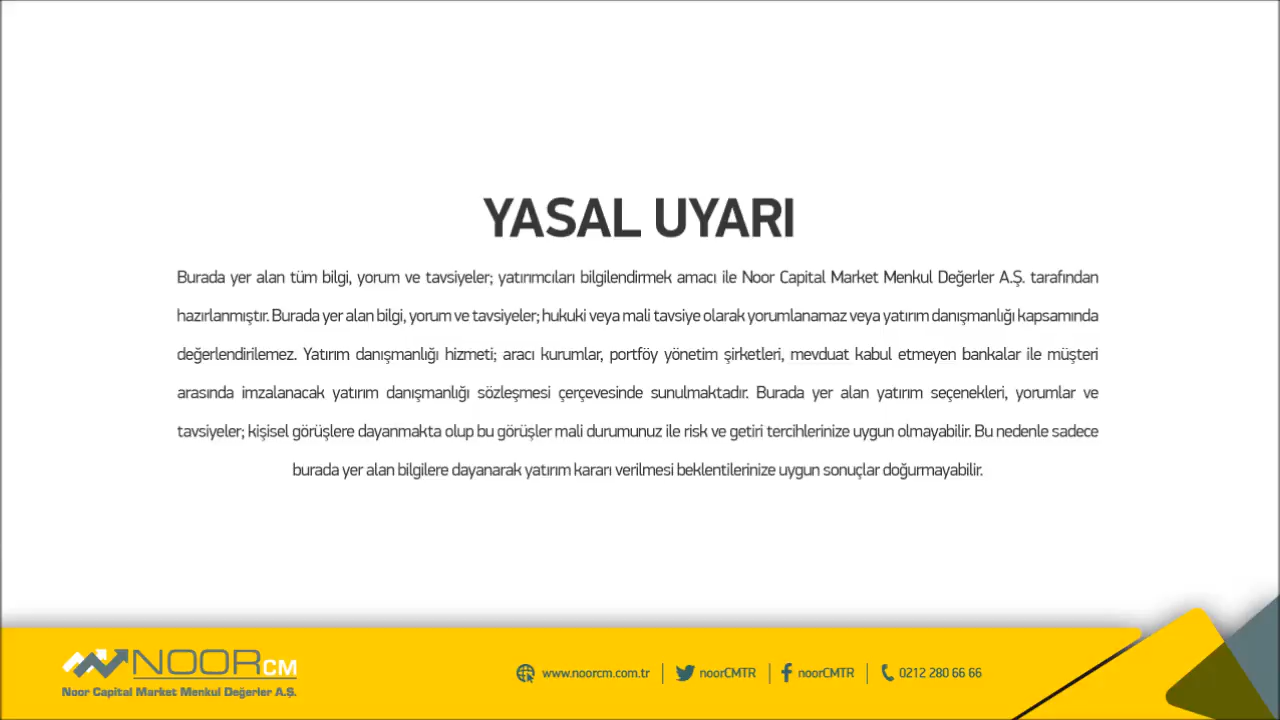 YASAL UYARI
Burada yer alan tüm bilgi, yorum ve tavsiyeler; yatırımcıları bilgilendirmek amacı ile Noor Capital Market Menkul Değerler A.Ş. tarafından
hazırlanmıştır. Burada yer alan bilgi, yorum ve tavsiyeler; hukuki veya mali tavsiye olarak yorumlanamaz veya yatırım danışmanlığı kapsamında
değerlendirilemez. Yatırım danışmanlığı hizmeti; aracı kurumlar, portföy yönetim şirketleri, mevduat kabul etmeyen bankalar ile müşteri
arasında imzalanacak yatırım danışmanlığı sözleşmesi çerçevesinde sunulmaktadır. Burada yer alan yatırım seçenekleri, yorumlar ve
tavsiyeler; kişisel görüşlere dayanmakta olup bu görüşler mali durumunuz ile risk ve getiri tercihlerinize uygun olmayabilir. Bu nedenle sadece
burada yer alan bilgilere dayanarak yatırım kararı verilmesi beklentilerinize uygun sonuçlar doğurmayabilir.
NOORCM
Noor Capital Market Menkul Değerler A.Ş.
www.noorcm.com.tr | noorCMTR | noorCMTR | 0212 280 66 66